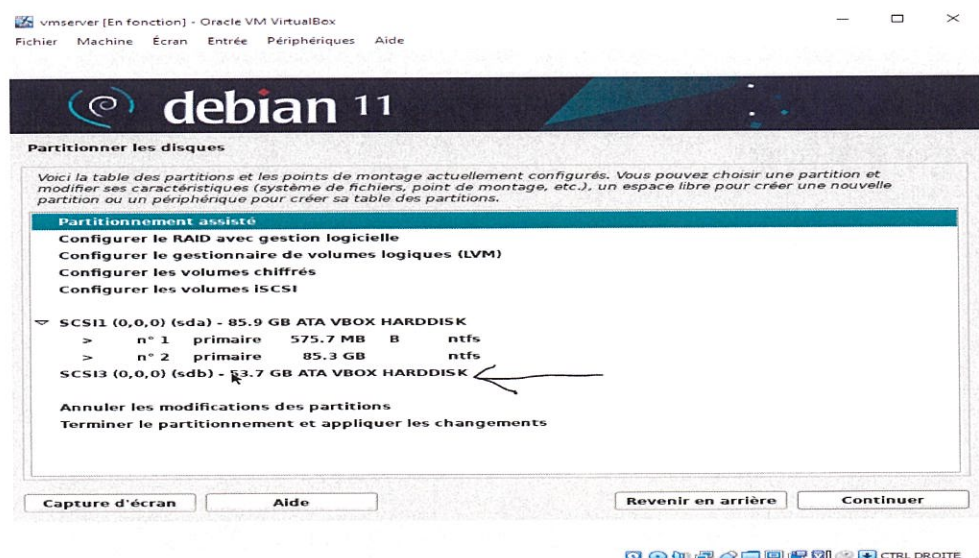 vmserver [En fonction] - Oracle VM VirtualBox
Fichier Machine Écran Entrée Périphériques Aide
debian 11
Partitionner les disques
Voici la table des partitions et les points de montage actuellement configurés. Vous pouvez choisir une partition et
modifier ses caractéristiques (système de fichiers, point de montage, etc.), un espace libre pour créer une nouvelle
partition ou un périphérique pour créer sa table des partitions.
Partitionnement assisté
Configurer le RAID avec gestion logicielle
Configurer le gestionnaire de volumes logiques (LVM)
Configurer les volumes chiffrés
Configurer les volumes iSCSI
SCSI1 (0,0,0) (sda) - 85.9 GB ATA VBOX HARDDISK
> n° 1 primaire 575.7 MB B ntfs
> n° 2 primaire 85.3 GB ntfs
SCSI3 (0,0,0) (sdb) - 53.7 GB ATA VBOX HARDDISK
Annuler les modifications des partitions
Terminer le partitionnement et appliquer les changements
Capture d'écran Aide Revenir en arrière Continuer
CTRL DROITE